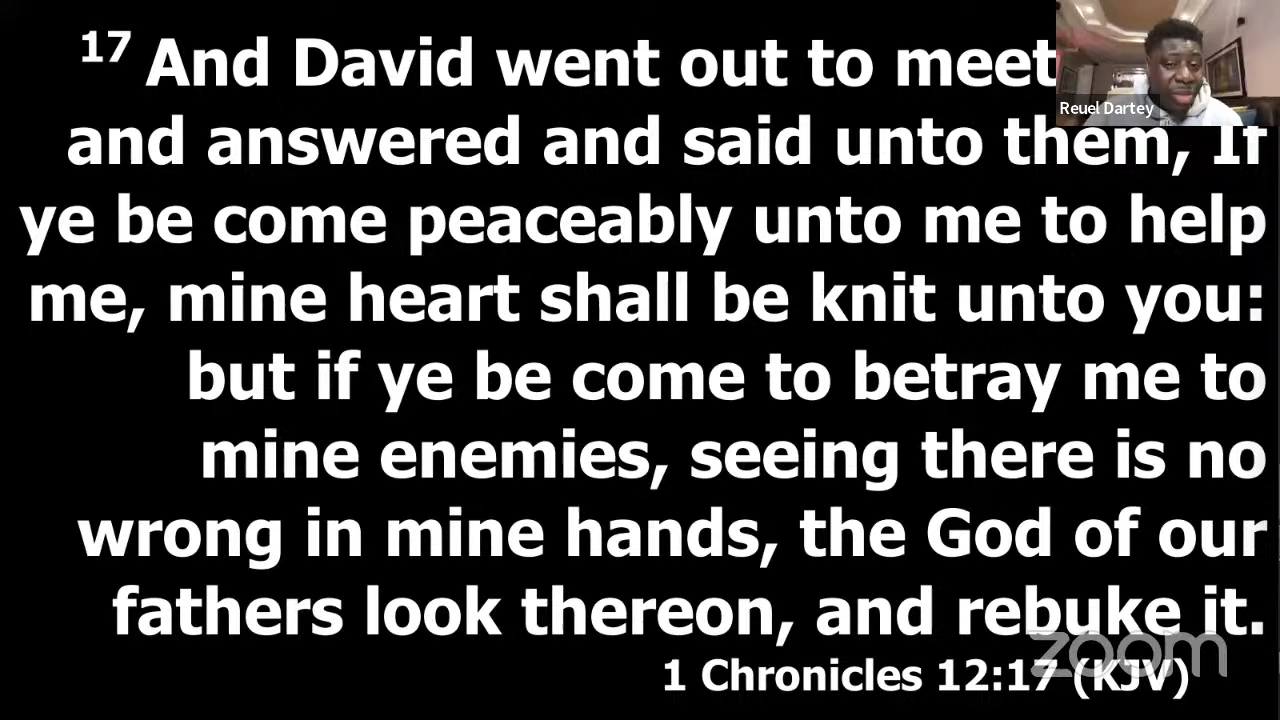 17 And David went out to meet
Reuel Dartey
and answered and said unto them, If
ye be come peaceably unto me to help
me, mine heart shall be knit unto you:
but if ye be come to betray me to
mine enemies, seeing there is no
wrong in mine hands, the God of our
fathers look thereon, and rebuke it.
zoom
1 Chronicles 12:17 (KJV)